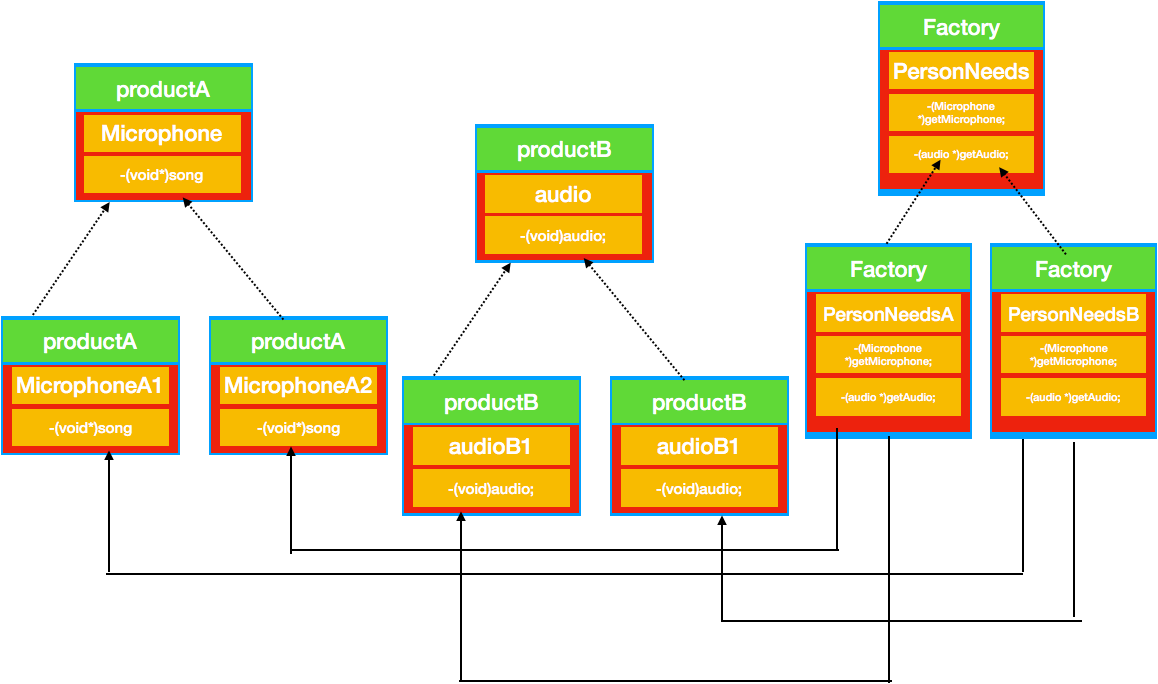 Factory
PersonNeeds
-(Microphone
*)getMicrophone;
-(audio *)getAudio;
productA
Microphone
-(void*)song
productB
audio
-(void)audio;
Factory
PersonNeedsA
-(Microphone
*)getMicrophone;
-(audio *)getAudio;
Factory
PersonNeedsB
-(Microphone
*)getMicrophone;
-(audio *)getAudio;
productA
MicrophoneA1
-(void*)song
productA
MicrophoneA2
-(void*)song
productB
audioB1
-(void)audio;
productB
audioB1
-(void)audio;